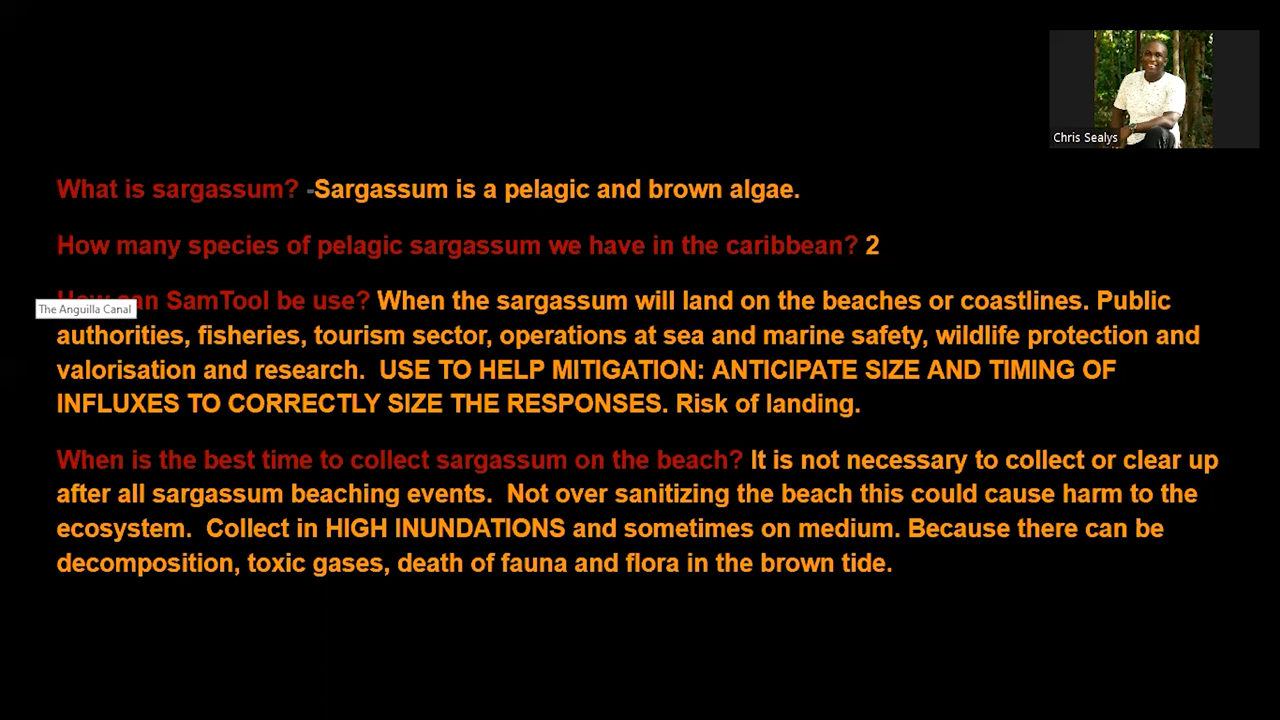 Chris Sealys
What is sargassum? -Sargassum is a pelagic and brown algae.
How many species of pelagic sargassum we have in the caribbean? 2
an SamTool be use? When the sargassum will land on the beaches or coastlines. Public
The Anguilla Canal
authorities, fisheries, tourism sector, operations at sea and marine safety, wildlife protection and
valorisation and research. USE TO HELP MITIGATION: ANTICIPATE SIZE AND TIMING OF
INFLUXES TO CORRECTLY SIZE THE RESPONSES. Risk of landing.
When is the best time to collect sargassum on the beach? It is not necessary to collect or clear up
after all sargassum beaching events. Not over sanitizing the beach this could cause harm to the
ecosystem. Collect in HIGH INUNDATIONS and sometimes on medium. Because there can be
decomposition, toxic gases, death of fauna and flora in the brown tide.